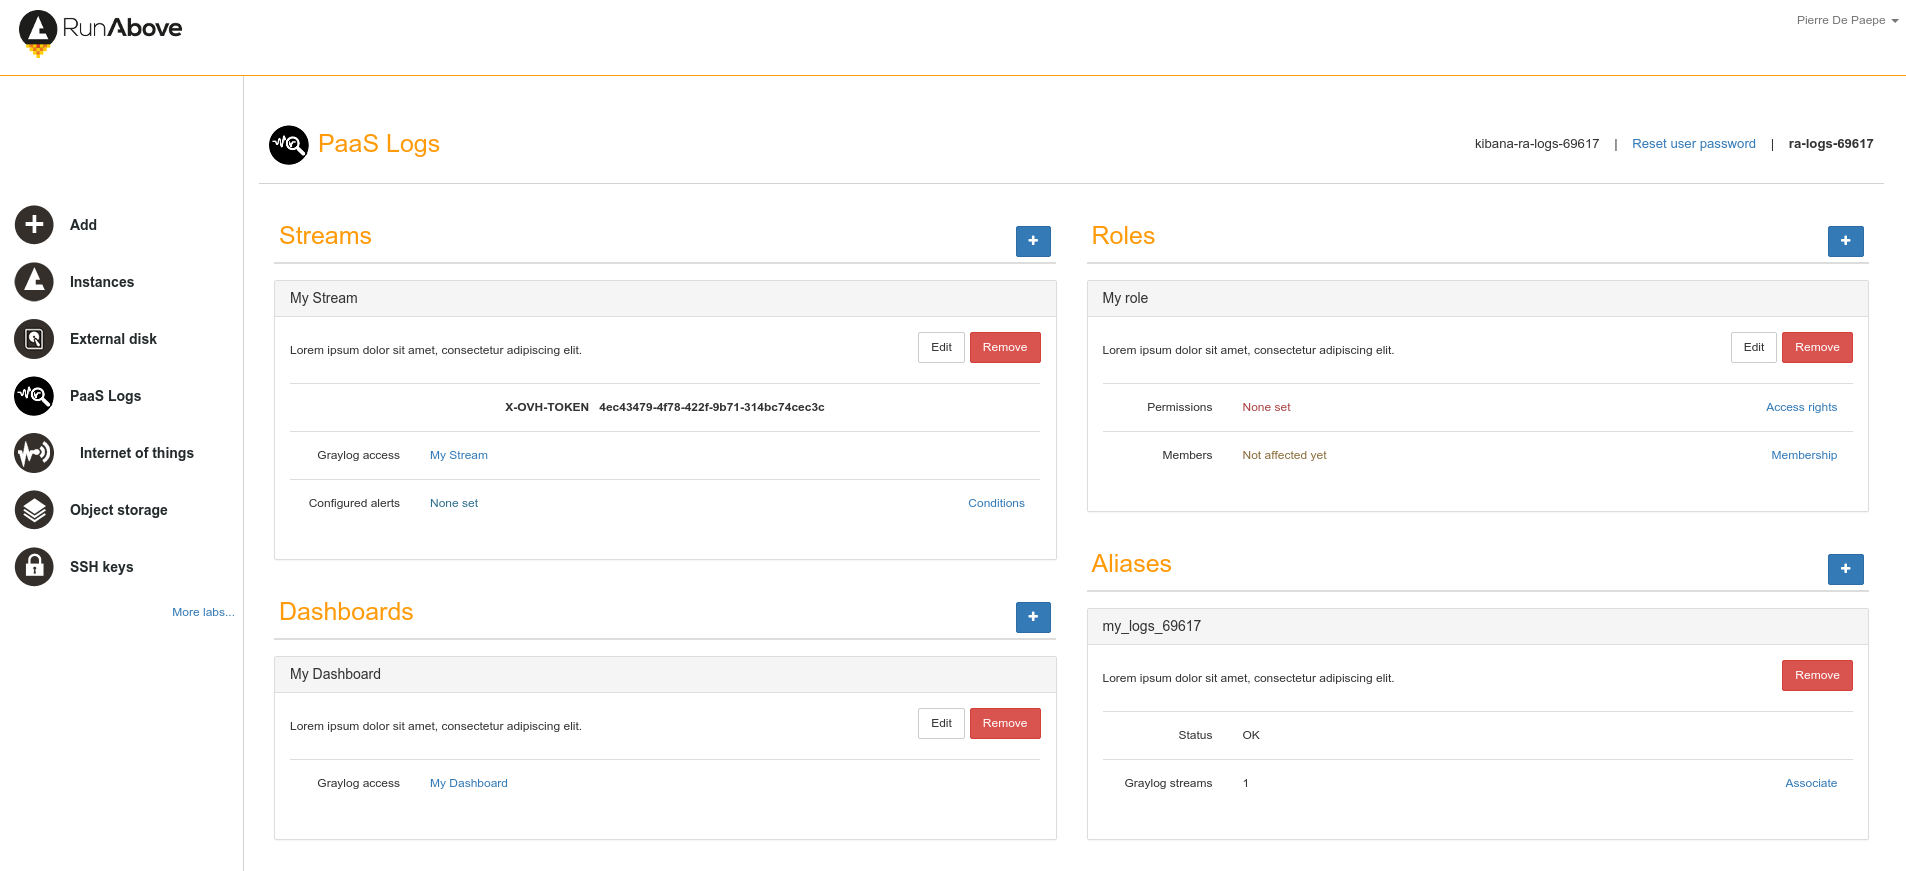 RunAbove
Pierre De Paepe
PaaS Logs
kibana-ra-logs-69617 | Reset user password | ra-logs-69617
Add
Instances
External disk
PaaS Logs
Internet of things
Object storage
SSH keys
More labs...
Streams
+
My Stream
Lorem ipsum dolor sit amet, consectetur adipiscing elit.
Edit
Remove
X-OVH-TOKEN 4ec43479-4f78-422f-9b71-314bc74cec3c
Graylog access My Stream
Configured alerts None set Conditions
Dashboards
+
My Dashboard
Lorem ipsum dolor sit amet, consectetur adipiscing elit.
Edit
Remove
Graylog access My Dashboard
Roles
+
My role
Lorem ipsum dolor sit amet, consectetur adipiscing elit.
Edit
Remove
Permissions None set Access rights
Members Not affected yet Membership
Aliases
+
my_logs_69617
Lorem ipsum dolor sit amet, consectetur adipiscing elit.
Remove
Status OK
Graylog streams 1 Associate